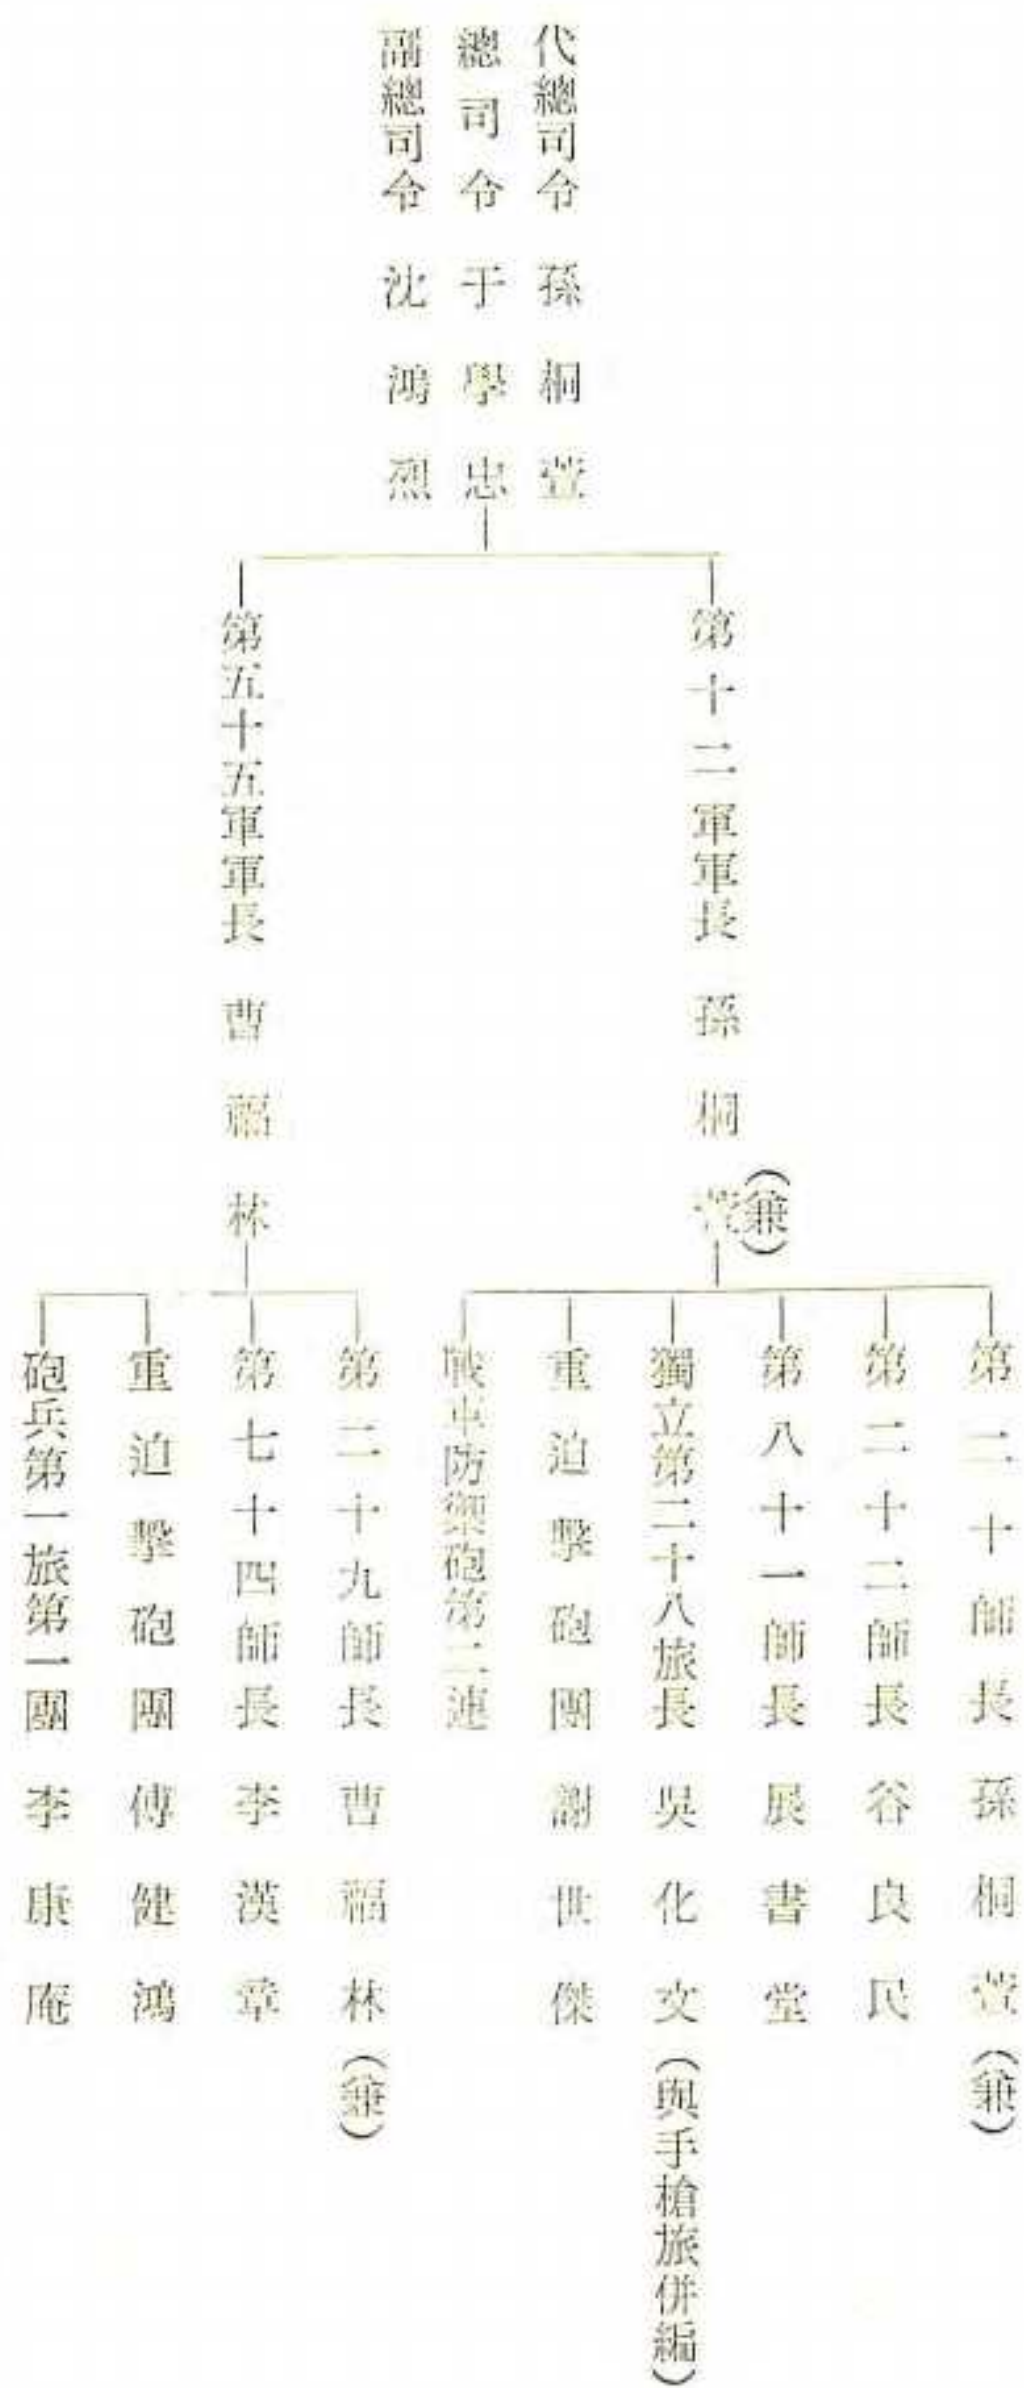 代總司令 孫桐萱
總司令 于學忠
副總司令 沈鴻烈
第十二軍軍長 孫桐萱(兼)
第二十師長 孫桐萱(兼)
第二十二師長 谷良民
第八十一師長 展書堂
獨立第二十八旅長 吳化文(與手槍旅併編)
重迫擊砲團 謝世傑
戰車防禦砲第二連
第五十五軍軍長 曹福林
第二十九師長 曹福林(兼)
第七十四師長 李漢章
重迫擊砲團 傅健鴻
砲兵第一旅第一團 李康庵